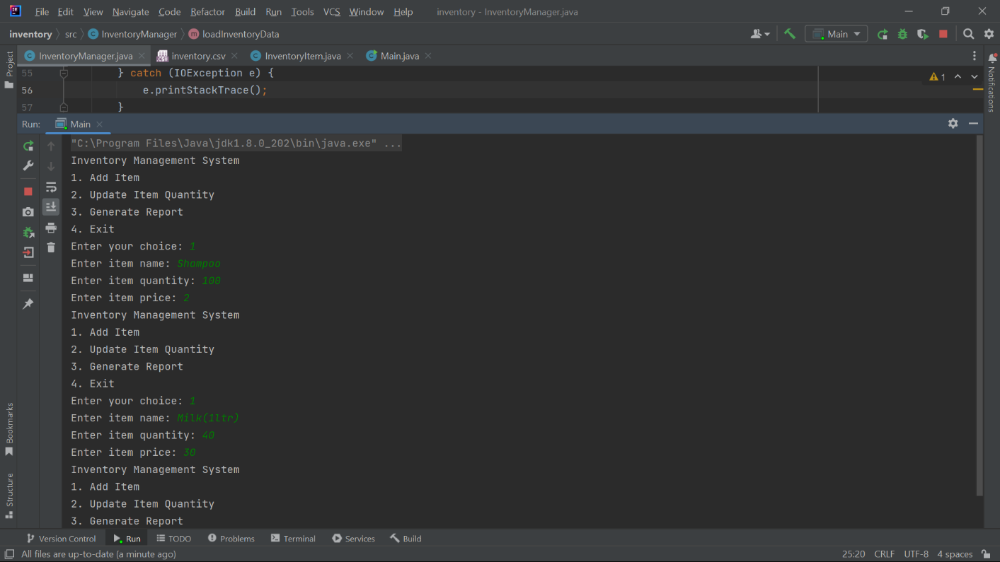 File Edit View Navigate Code Refactor Build Run Tools VCS Window Help inventory - InventoryManager.java
inventory src InventoryManager loadInventoryData Main
Project
InventoryManager.java inventory.csv InventoryItem.java Main.java
Notifications
55 } catch (IOException e) {
1
56 e.printStackTrace();
57 }
Run: Main
"C:\Program Files\Java\jdk1.8.0_202\bin\java.exe" ...
Inventory Management System
1. Add Item
2. Update Item Quantity
3. Generate Report
4. Exit
Enter your choice: 1
Enter item name: Shampoo
Enter item quantity: 100
Enter item price: 2
Inventory Management System
1. Add Item
2. Update Item Quantity
3. Generate Report
4. Exit
Enter your choice: 1
Enter item name: Milk(1ltr)
Enter item quantity: 40
Enter item price: 30
Inventory Management System
1. Add Item
2. Update Item Quantity
3. Generate Report
Bookmarks
Structure
Version Control Run TODO Problems Terminal Services Build
All files are up-to-date (a minute ago) 25:20 CRLF UTF-8 4 spaces